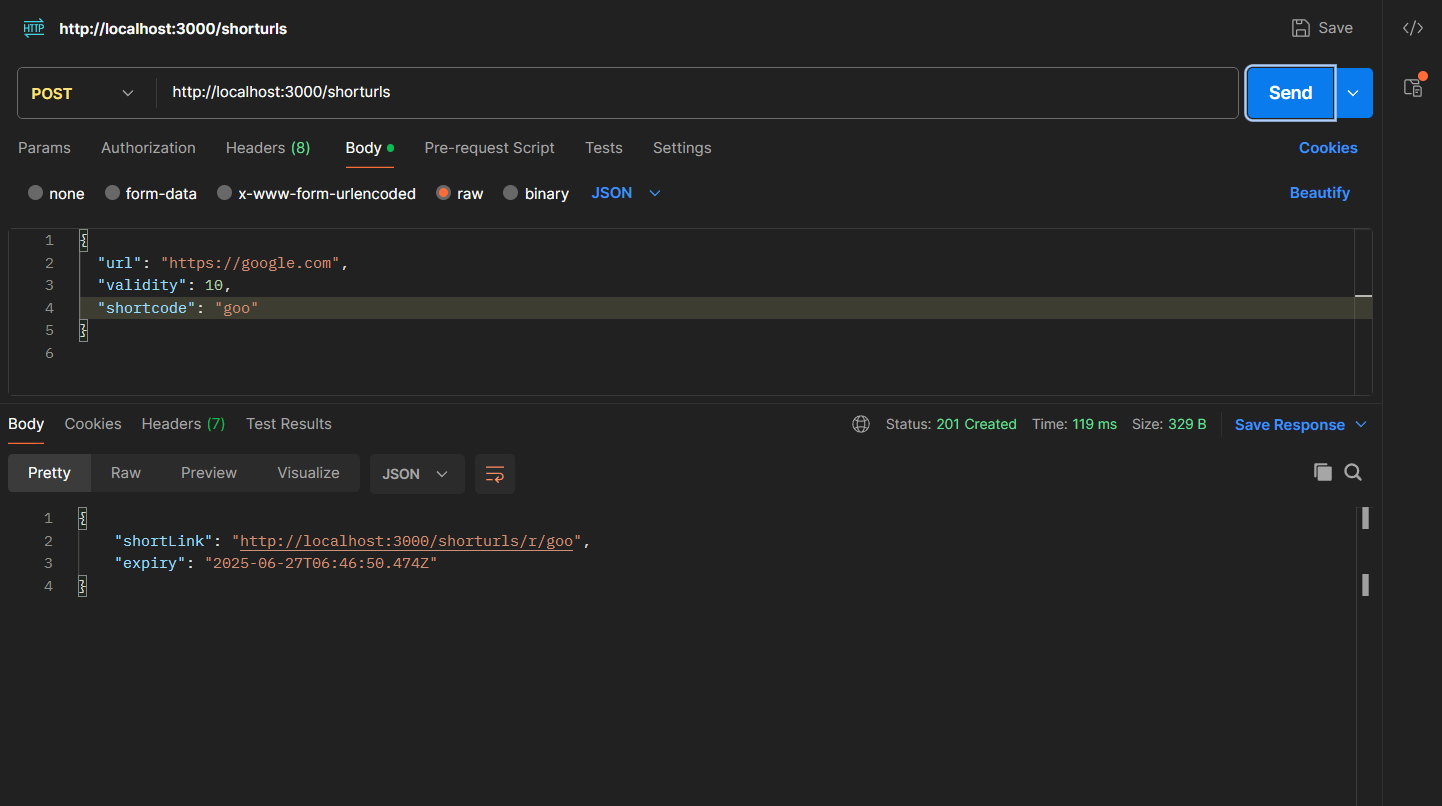 HTTP http://localhost:3000/shorturls Save </>
POST http://localhost:3000/shorturls Send
Params Authorization Headers (8) Body Pre-request Script Tests Settings Cookies
none form-data x-www-form-urlencoded raw binary JSON Beautify
1 {
2 "url": "https://google.com",
3 "validity": 10,
4 "shortcode": "goo"
5 }
6
Body Cookies Headers (7) Test Results Status: 201 Created Time: 119 ms Size: 329 B Save Response
Pretty Raw Preview Visualize JSON
1 {
2 "shortLink": "http://localhost:3000/shorturls/r/goo",
3 "expiry": "2025-06-27T06:46:50.474Z"
4 }